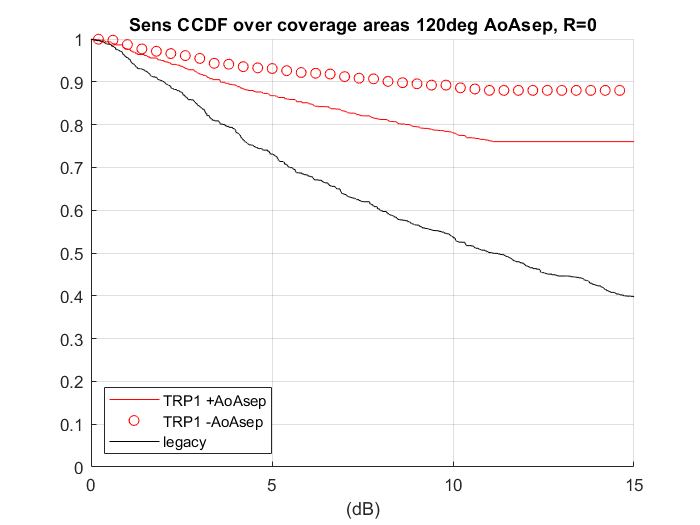 Sens CCDF over coverage areas 120deg AoAsep, R=0
1
0.9
0.8
0.7
0.6
0.5
0.4
0.3
0.2
0.1
0
TRP1 +AoAsep
TRP1 -AoAsep
legacy
0 5 10 15
(dB)